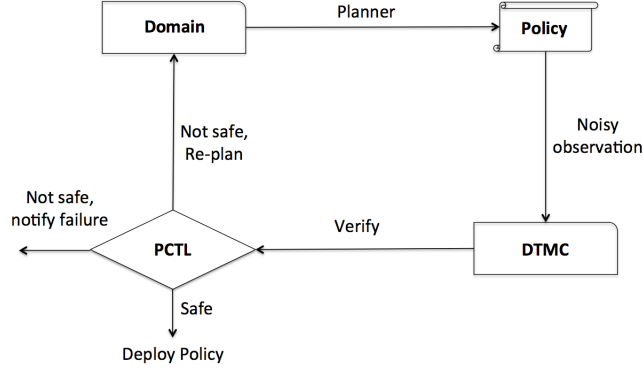 Planner
Domain
Policy
Noisy
observation
Not safe,
Re-plan
Not safe,
notify failure
Verify
PCTL
DTMC
Safe
Deploy Policy